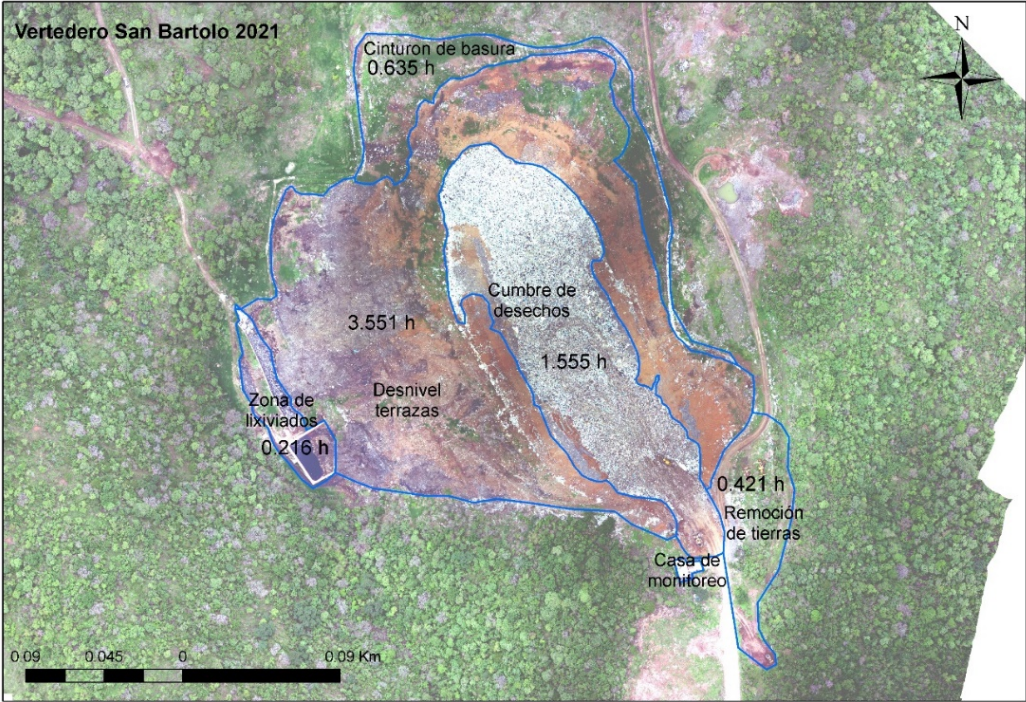 Vertedero San Bartolo 2021
N
Cinturon de basura
0.635 h
Cumbre de
desechos
3.551 h
1.555 h
Desnivel
terrazas
Zona de
lixiviados
0.216 h
0.421 h
Remoción
de tierras
Casa de
monitoreo
0.09 0.045 0 0.09 Km